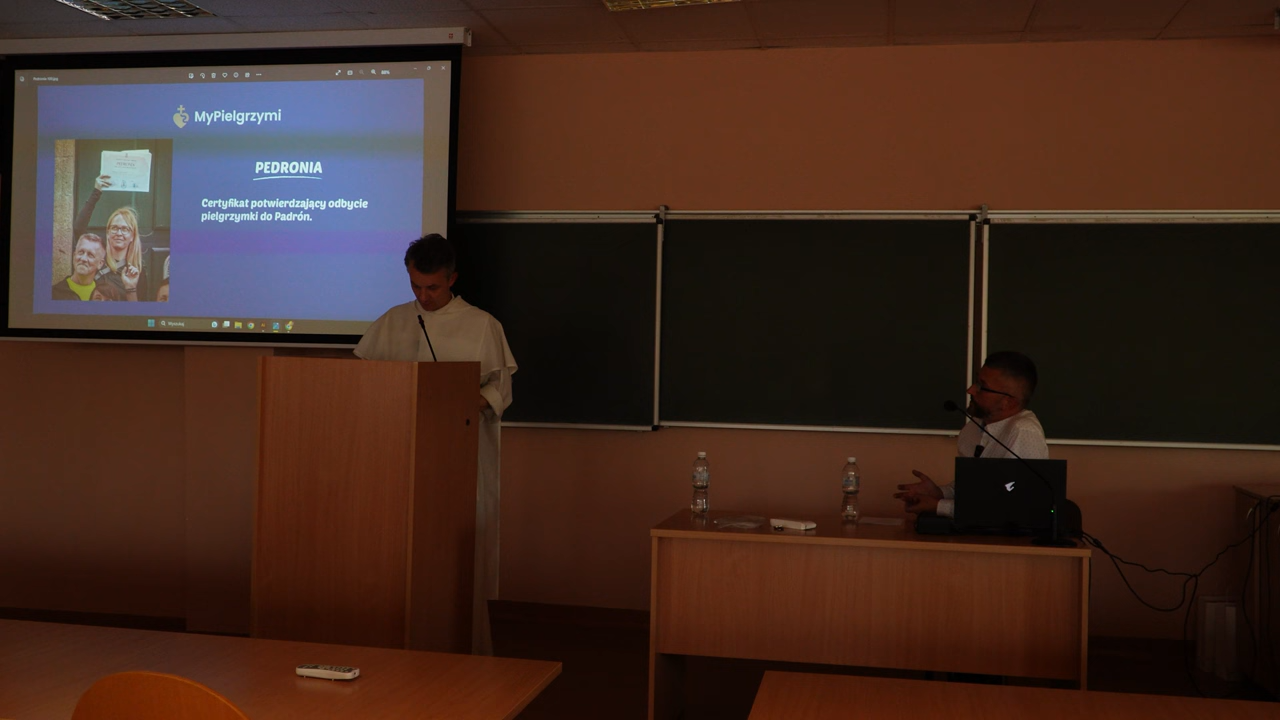 MyPielgrzymi
PEDRONIA
Certyfikat potwierdzający odbycie
pielgrzymki do Padrón.